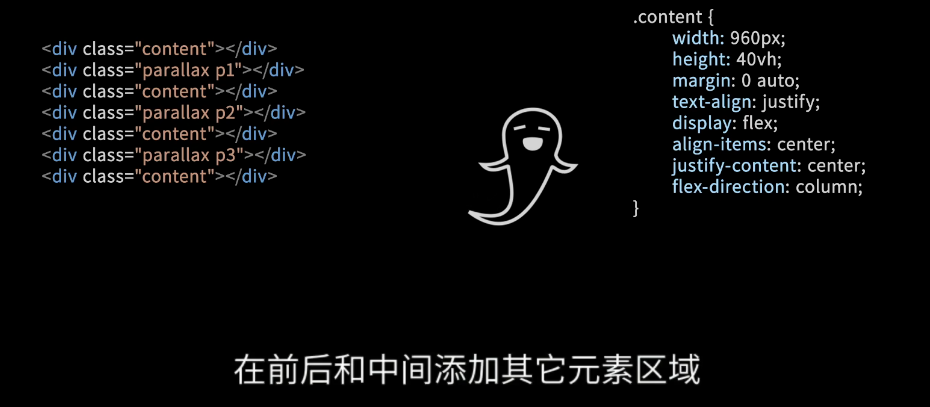 <div class="content"></div>
<div class="parallax p1"></div>
<div class="content"></div>
<div class="parallax p2"></div>
<div class="content"></div>
<div class="parallax p3"></div>
<div class="content"></div>
.content {
width: 960px;
height: 40vh;
margin: 0 auto;
text-align: justify;
display: flex;
align-items: center;
justify-content: center;
flex-direction: column;
}
在前后和中间添加其它元素区域